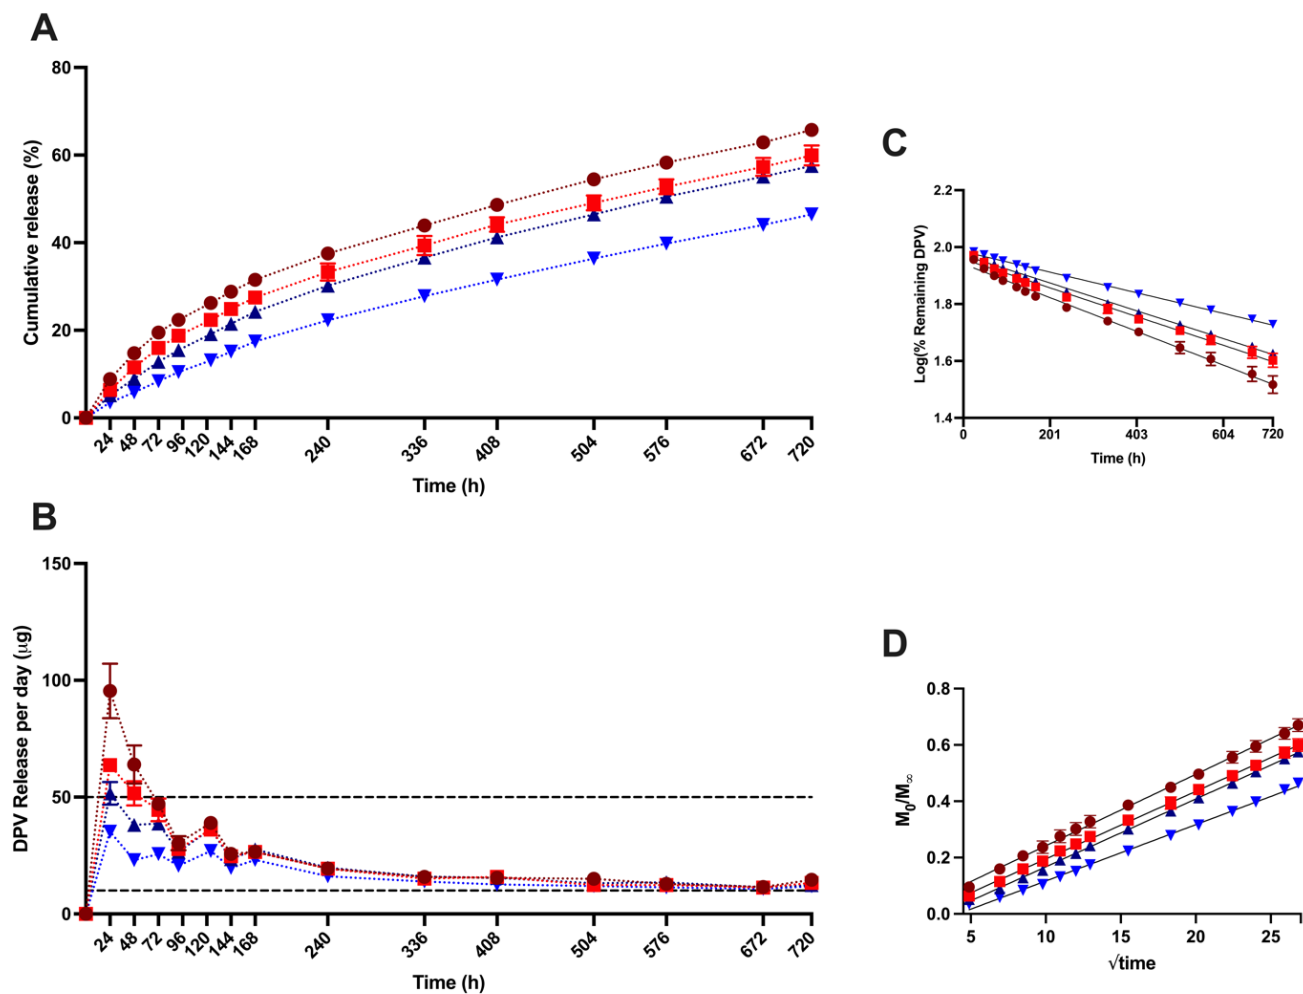 A
Cumulative release (%)
80
60
40
20
0
24 48 72 96 120 144 168 240 336 408 504 576 672 720
Time (h)
B
DPV Release per day (μg)
150
100
50
0
24 48 72 96 120 144 168 240 336 408 504 576 672 720
Time (h)
C
Log(% Remaining DPV)
2.2
2.0
1.8
1.6
1.4
0 201 403 604 720
Time (h)
D
M₀/M∞
0.8
0.6
0.4
0.2
0.0
5 10 15 20 25
√time